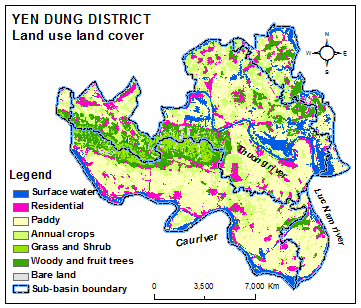 YEN DUNG DISTRICT
Land use land cover
N
W E
S
Thuong river
Luc Nam river
Cau river
Legend
Surface water
Residential
Paddy
Annual crops
Grass and Shrub
Woody and fruit trees
Bare land
Sub-basin boundary
0 3,500 7,000 Km